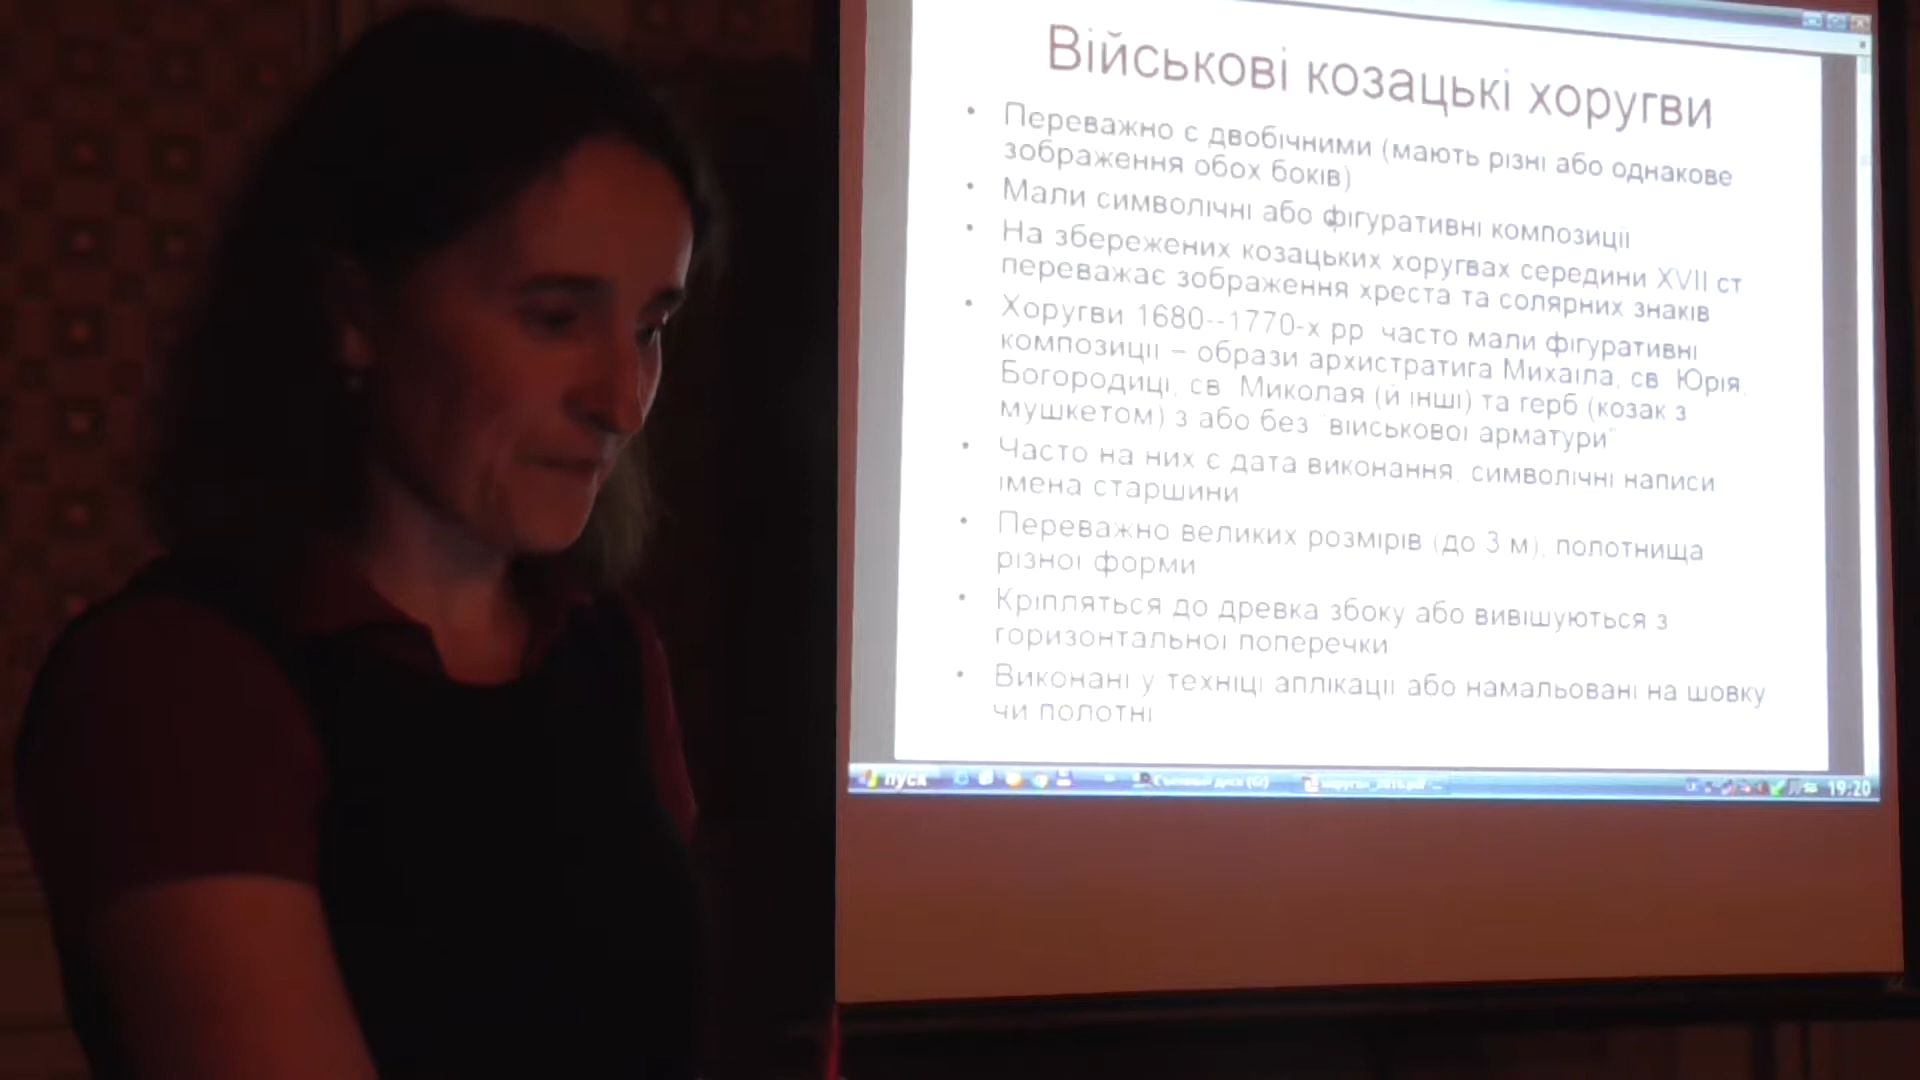 Військові козацькі хоругви
• Переважно є двобічними (мають різні або однакове
зображення обох боків)
• Мали символічні або фігуративні композиції
• На збережених козацьких хоругвах середини XVII ст
переважає зображення хреста та солярних знаків
• Хоругви 1680--1770-х рр часто мали фігуративні
композиції – образи архистратига Михаїла, св Юрія,
Богородиці, св Миколая (й інші) та герб (козак з
мушкетом) з або без "військової арматури"
• Часто на них є дата виконання, символічні написи
імена старшини
• Переважно великих розмірів (до 3 м), полотнища
різної форми
• Кріпляться до древка збоку або вивішуються з
горизонтальної поперечки
• Виконані у техніці аплікації або намальовані на шовку
чи полотні
пуск
Съемный диск (G:)
19:20